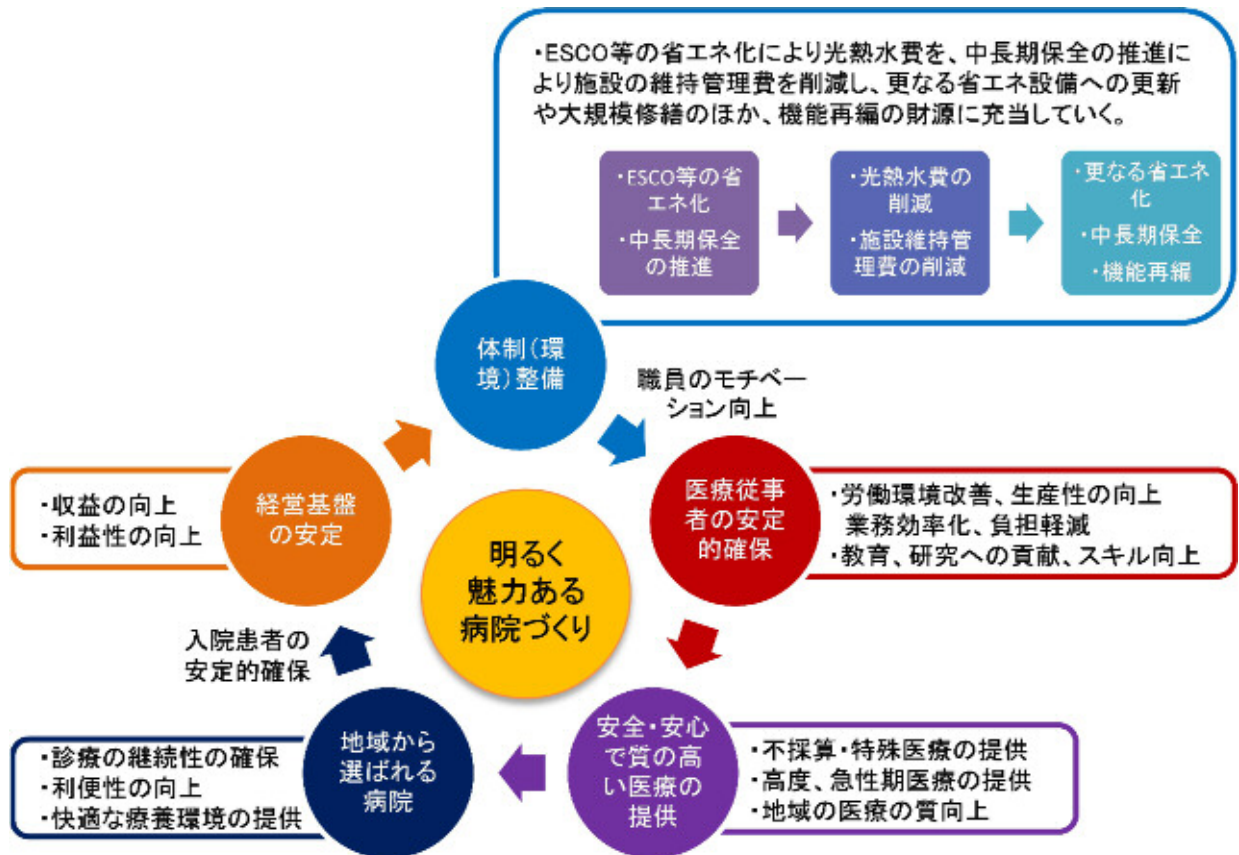 ・ESCO等の省エネ化により光熱水費を、中長期保全の推進に
より施設の維持管理費を削減し、更なる省エネ設備への更新
や大規模修繕のほか、機能再編の財源に充当していく。
・ESCO等の省
エネ化
・中長期保全
の推進
・光熱水費の
削減
・施設維持管
理費の削減
・更なる省エネ
化
・中長期保全
・機能再編
体制(環
境)整備
職員のモチベー
ション向上
医療従事
者の安定
的確保
・労働環境改善、生産性の向上
業務効率化、負担軽減
・教育、研究への貢献、スキル向上
安全・安心
で質の高
い医療の
提供
・不採算・特殊医療の提供
・高度、急性期医療の提供
・地域の医療の質向上
地域から
選ばれる
病院
・診療の継続性の確保
・利便性の向上
・快適な療養環境の提供
入院患者の
安定的確保
経営基盤
の安定
・収益の向上
・利益性の向上
明るく
魅力ある
病院づくり